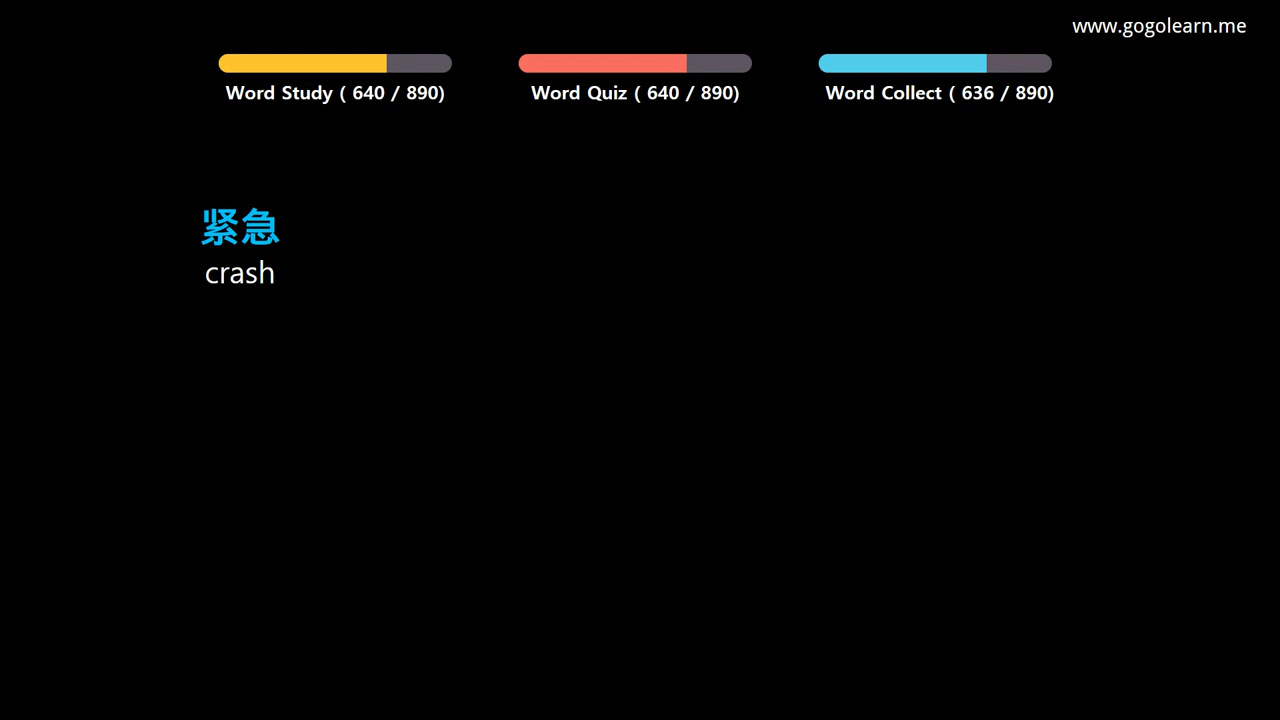 www.gogolearn.me
Word Study ( 640 / 890)
Word Quiz ( 640 / 890)
Word Collect ( 636 / 890)
紧急
crash